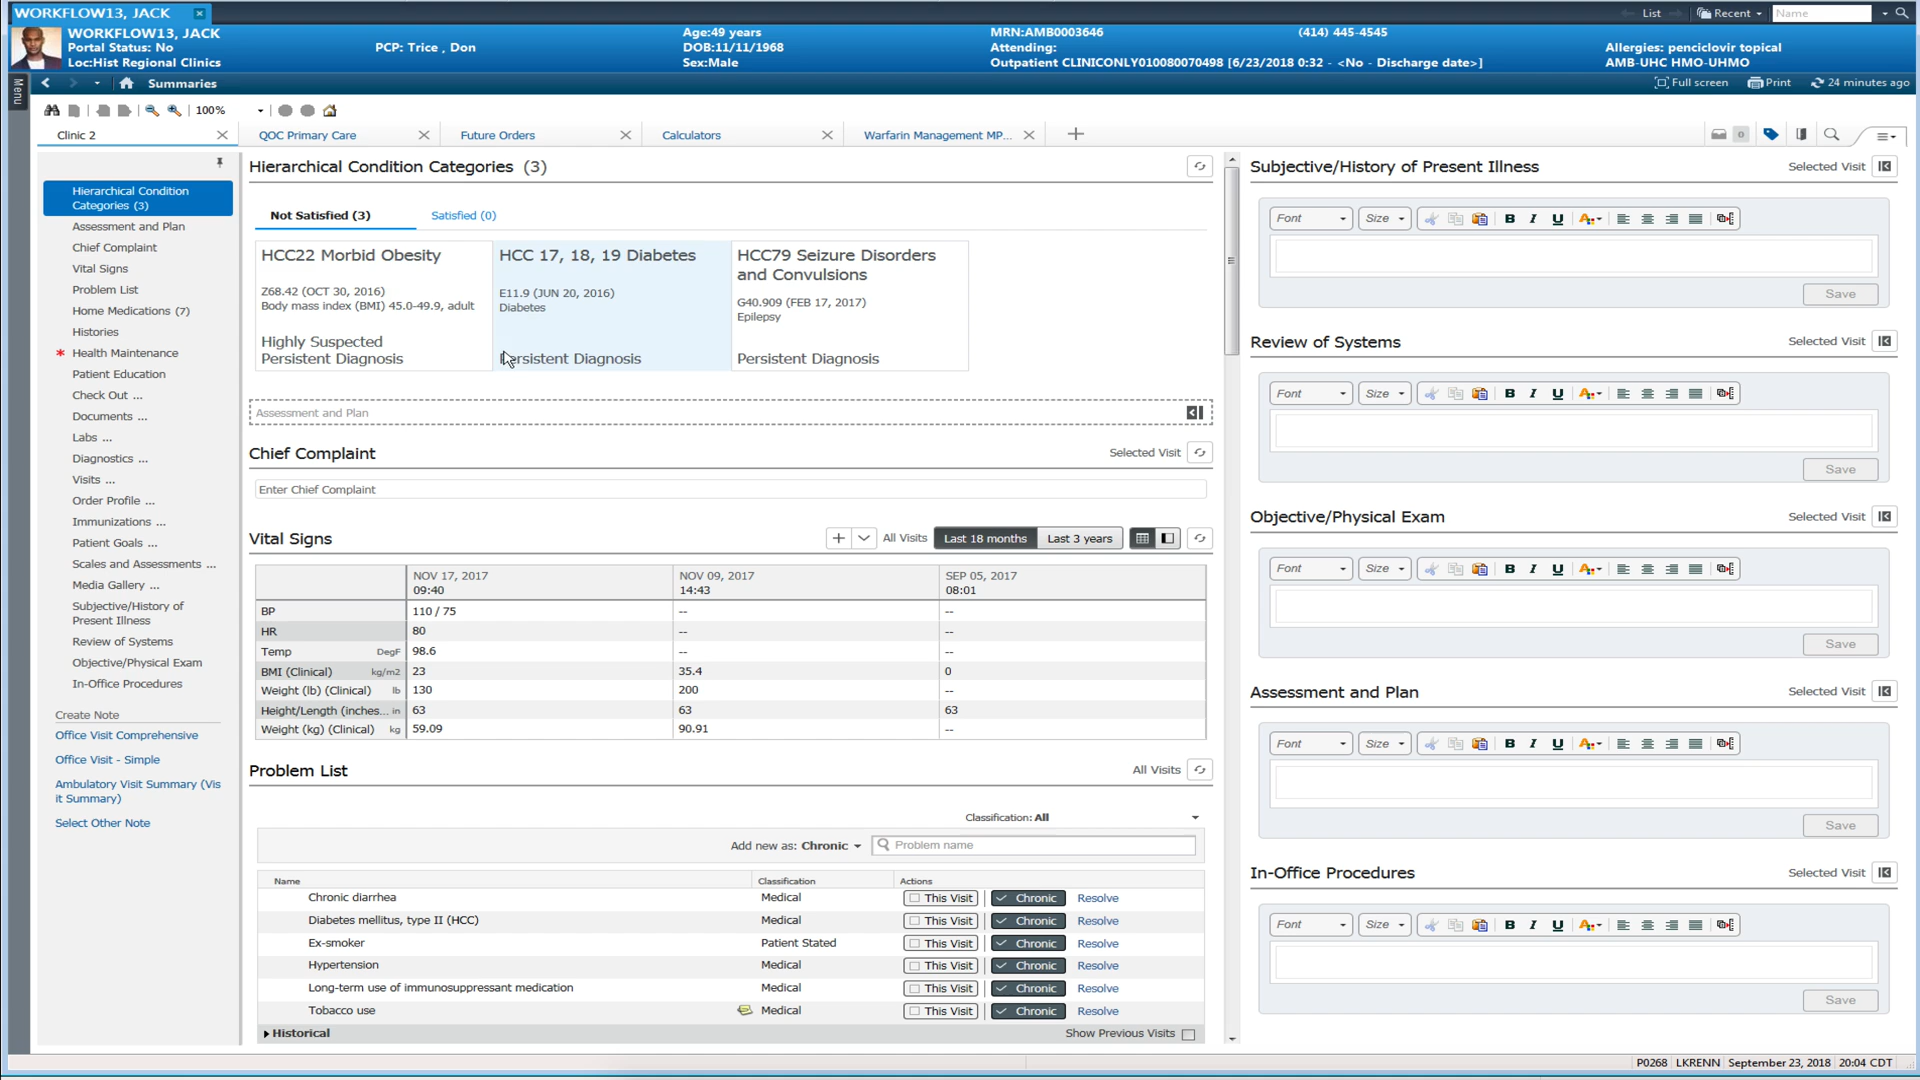 WORKFLOW13, JACK
List
Recent
Name
WORKFLOW13, JACK
Portal Status: No
Loc:Hist Regional Clinics
PCP: Trice , Don
Age:49 years
DOB:11/11/1968
Sex:Male
MRN:AMB0003646
Attending:
Outpatient CLINICONLY010080070498 [6/23/2018 0:32 - <No - Discharge date>]
(414) 445-4545
Allergies: penciclovir topical
AMB-UHC HMO-UHMO
Menu
Summaries
Full screen
Print
24 minutes ago
100%
Clinic 2
QOC Primary Care
Future Orders
Calculators
Warfarin Management MP...
0
Hierarchical Condition
Categories (3)
Assessment and Plan
Chief Complaint
Vital Signs
Problem List
Home Medications (7)
Histories
* Health Maintenance
Patient Education
Check Out ...
Documents ...
Labs ...
Diagnostics ...
Visits ...
Order Profile ...
Immunizations ...
Patient Goals ...
Scales and Assessments ...
Media Gallery ...
Subjective/History of
Present Illness
Review of Systems
Objective/Physical Exam
In-Office Procedures
Create Note
Office Visit Comprehensive
Office Visit - Simple
Ambulatory Visit Summary (Vis
it Summary)
Select Other Note
Hierarchical Condition Categories (3)
Not Satisfied (3)
Satisfied (0)
HCC22 Morbid Obesity
Z68.42 (OCT 30, 2016)
Body mass index (BMI) 45.0-49.9, adult
Highly Suspected
Persistent Diagnosis
HCC 17, 18, 19 Diabetes
E11.9 (JUN 20, 2016)
Diabetes
Persistent Diagnosis
HCC79 Seizure Disorders
and Convulsions
G40.909 (FEB 17, 2017)
Epilepsy
Persistent Diagnosis
Assessment and Plan
Chief Complaint
Selected Visit
Enter Chief Complaint
Vital Signs
All Visits
Last 18 months
Last 3 years
NOV 17, 2017
09:40
NOV 09, 2017
14:43
SEP 05, 2017
08:01
BP 110 / 75 -- --
HR 80 -- --
Temp DegF 98.6 -- --
BMI (Clinical) kg/m2 23 35.4 0
Weight (lb) (Clinical) lb 130 200 --
Height/Length (inches... in 63 63 63
Weight (kg) (Clinical) kg 59.09 90.91 --
Problem List
All Visits
Classification: All
Add new as: Chronic
Problem name
Name Classification Actions
Chronic diarrhea Medical This Visit Chronic Resolve
Diabetes mellitus, type II (HCC) Medical This Visit Chronic Resolve
Ex-smoker Patient Stated This Visit Chronic Resolve
Hypertension Medical This Visit Chronic Resolve
Long-term use of immunosuppressant medication Medical This Visit Chronic Resolve
Tobacco use Medical This Visit Chronic Resolve
Historical
Show Previous Visits
Subjective/History of Present Illness
Selected Visit
Font Size B I U A
Save
Review of Systems
Selected Visit
Font Size B I U A
Save
Objective/Physical Exam
Selected Visit
Font Size B I U A
Save
Assessment and Plan
Selected Visit
Font Size B I U A
Save
In-Office Procedures
Selected Visit
Font Size B I U A
Save
P0268 LKRENN September 23, 2018 20:04 CDT